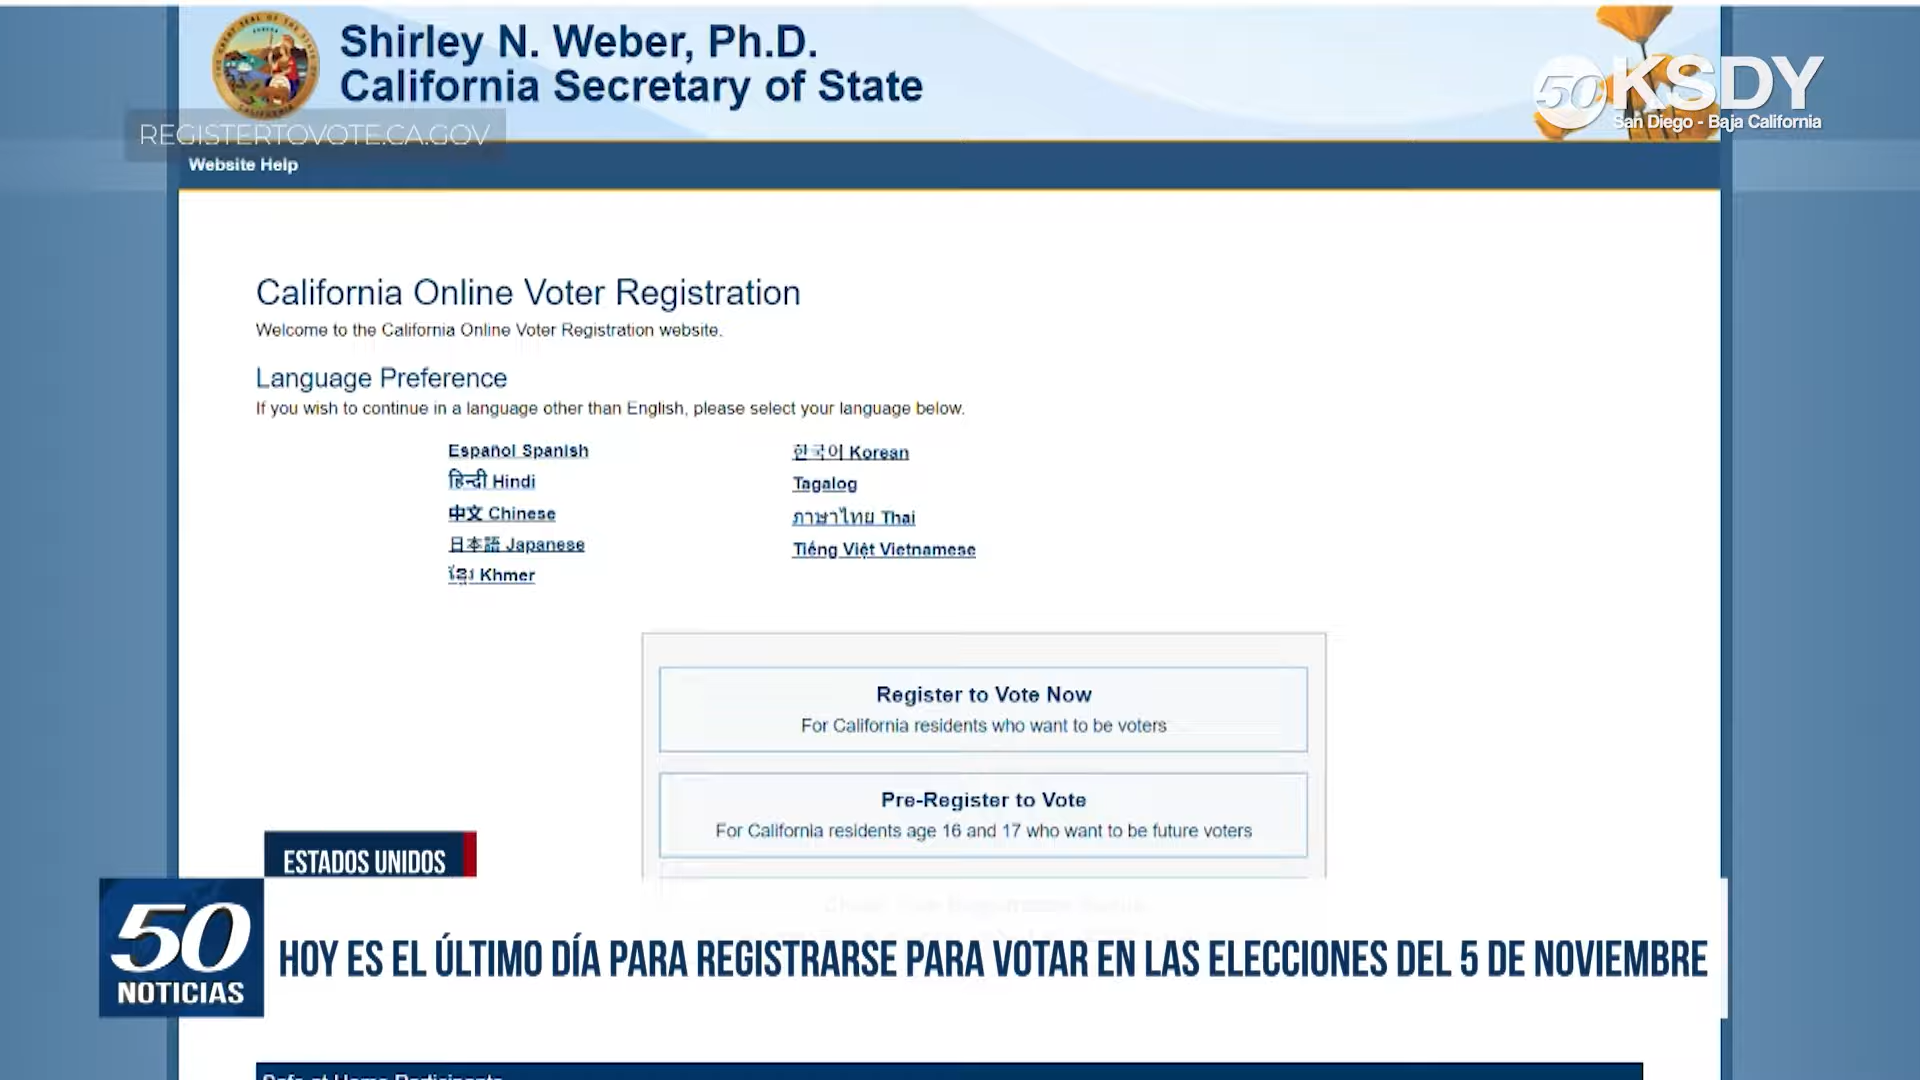 Shirley N. Weber, Ph.D.
California Secretary of State
50 KSDY
San Diego - Baja California
REGISTERTOVOTE.CA.GOV
Website Help
California Online Voter Registration
Welcome to the California Online Voter Registration website.
Language Preference
If you wish to continue in a language other than English, please select your language below.
Español Spanish
हिन्दी Hindi
中文 Chinese
日本語 Japanese
ខ្មែរ Khmer
한국어 Korean
Tagalog
ภาษาไทย Thai
Tiếng Việt Vietnamese
Register to Vote Now
For California residents who want to be voters
Pre-Register to Vote
For California residents age 16 and 17 who want to be future voters
ESTADOS UNIDOS
50
NOTICIAS
HOY ES EL ÚLTIMO DÍA PARA REGISTRARSE PARA VOTAR EN LAS ELECCIONES DEL 5 DE NOVIEMBRE
Safe at Home Participants